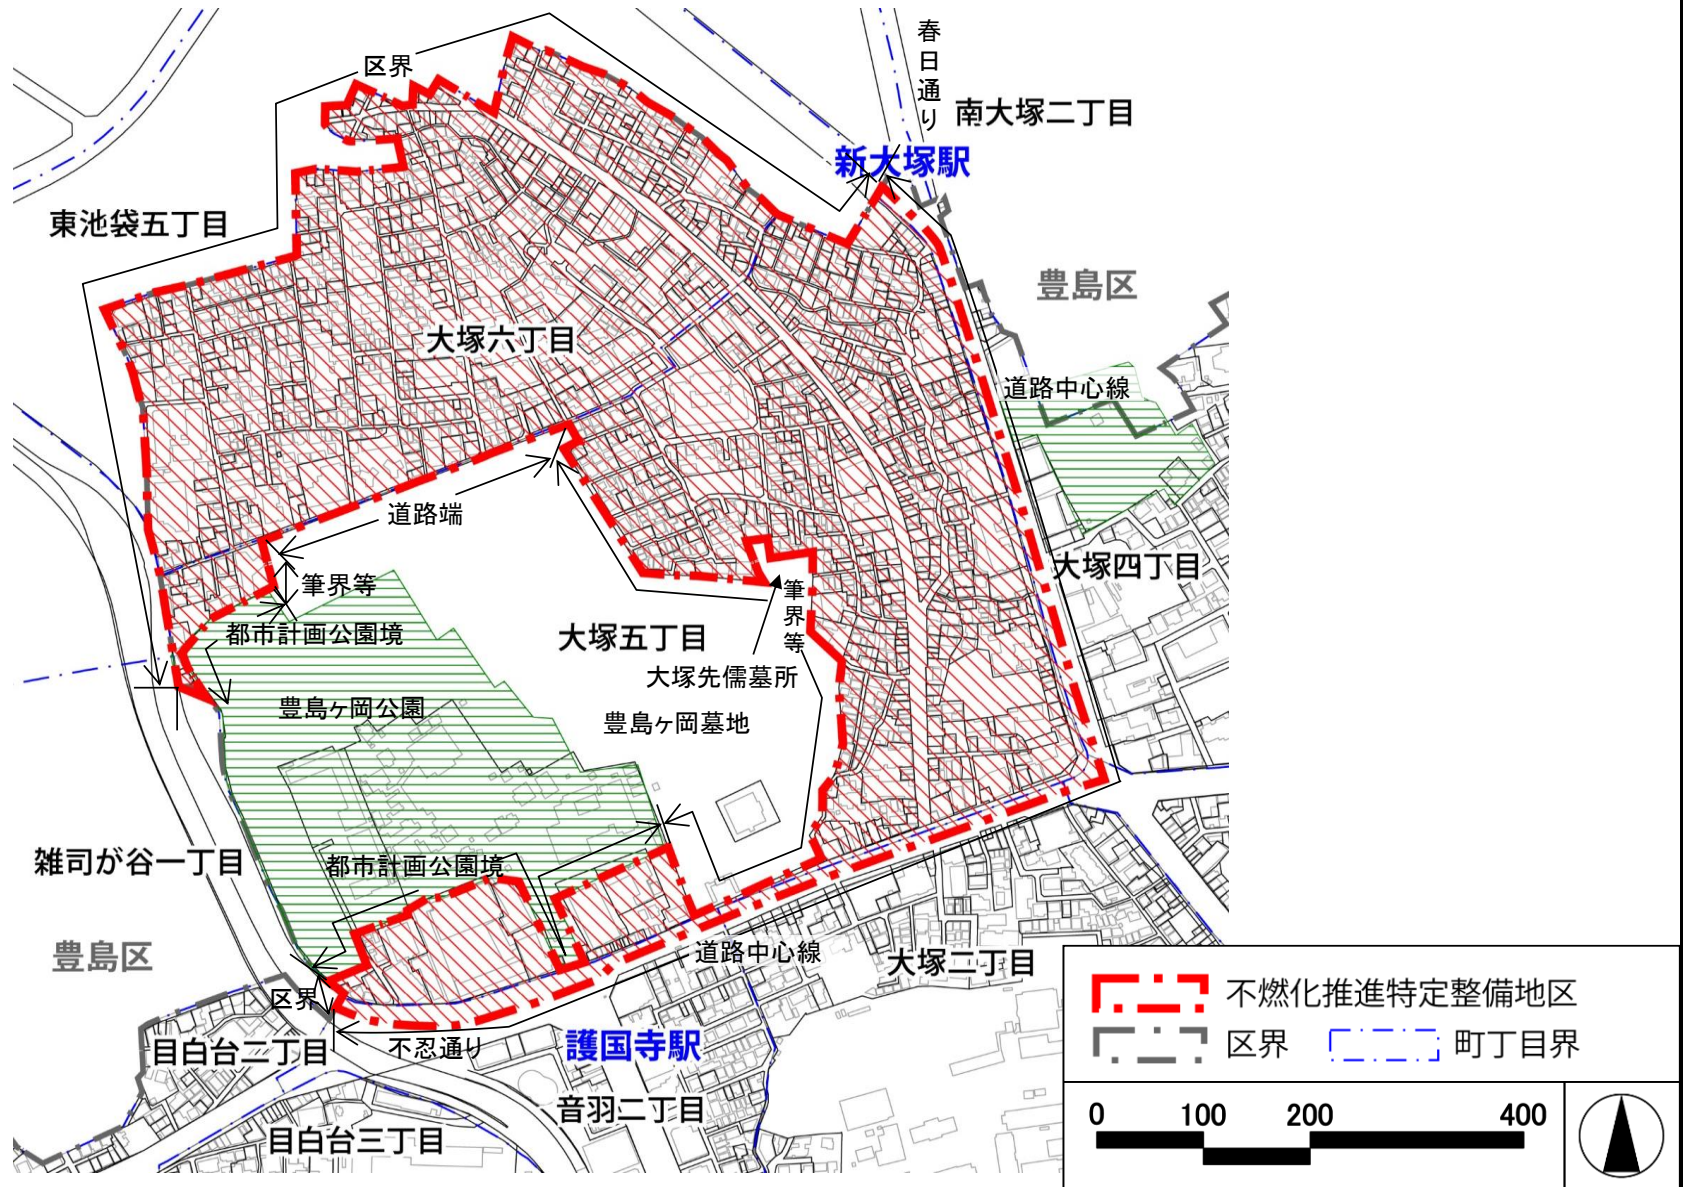 春日通り
区界
南大塚二丁目
新大塚駅
東池袋五丁目
豊島区
大塚六丁目
道路中心線
道路端
大塚四丁目
筆界等
筆界等
都市計画公園境
大塚五丁目
大塚先儒墓所
豊島ヶ岡公園
豊島ヶ岡墓地
雑司が谷一丁目
都市計画公園境
豊島区
道路中心線
大塚二丁目
区界
目白台二丁目
不忍通り
護国寺駅
音羽二丁目
目白台三丁目
不燃化推進特定整備地区
区界 町丁目界
0 100 200 400